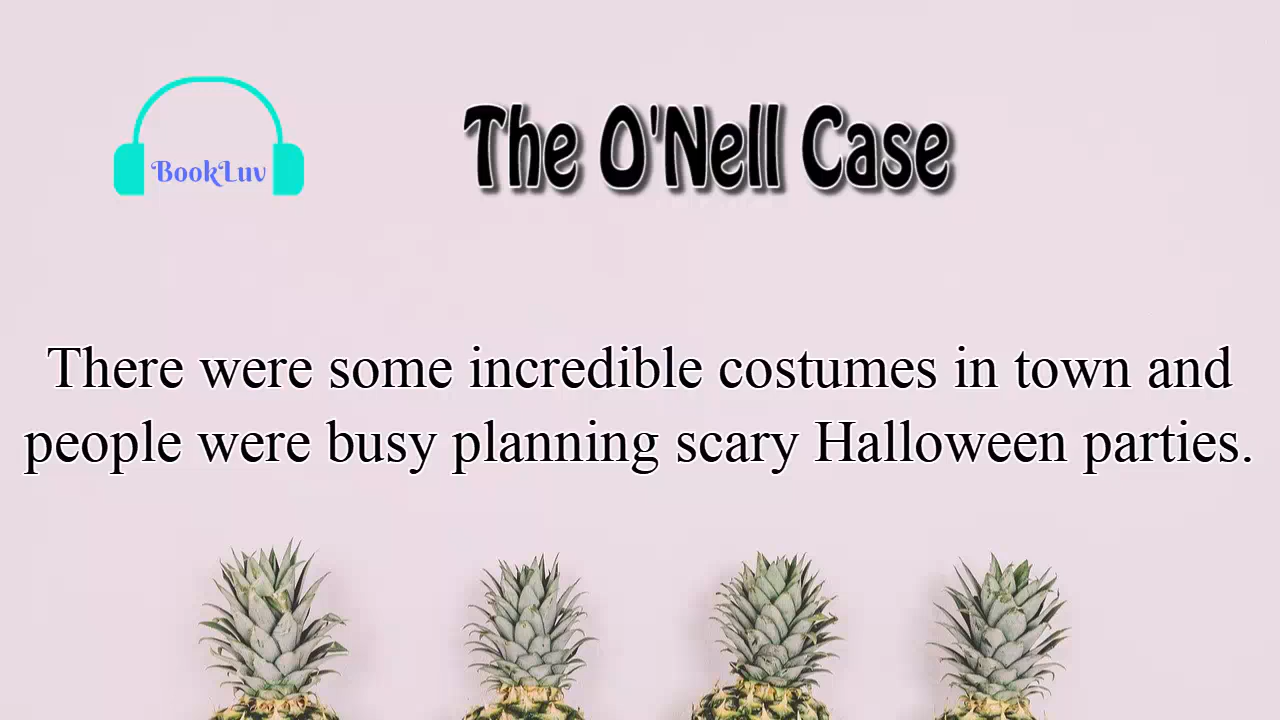 BookLuv
The O'Nell Case
There were some incredible costumes in town and
people were busy planning scary Halloween parties.